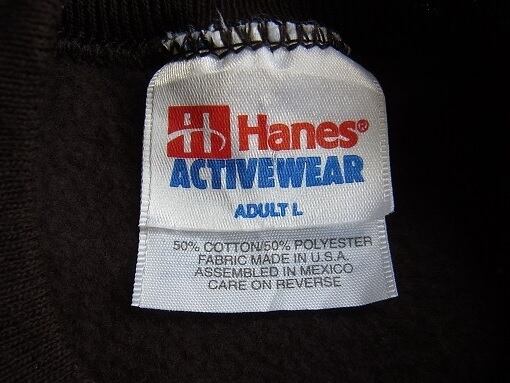 Hanes®
ACTIVEWEAR
ADULT L
50% COTTON/50% POLYESTER
FABRIC MADE IN U.S.A.
ASSEMBLED IN MEXICO
CARE ON REVERSE